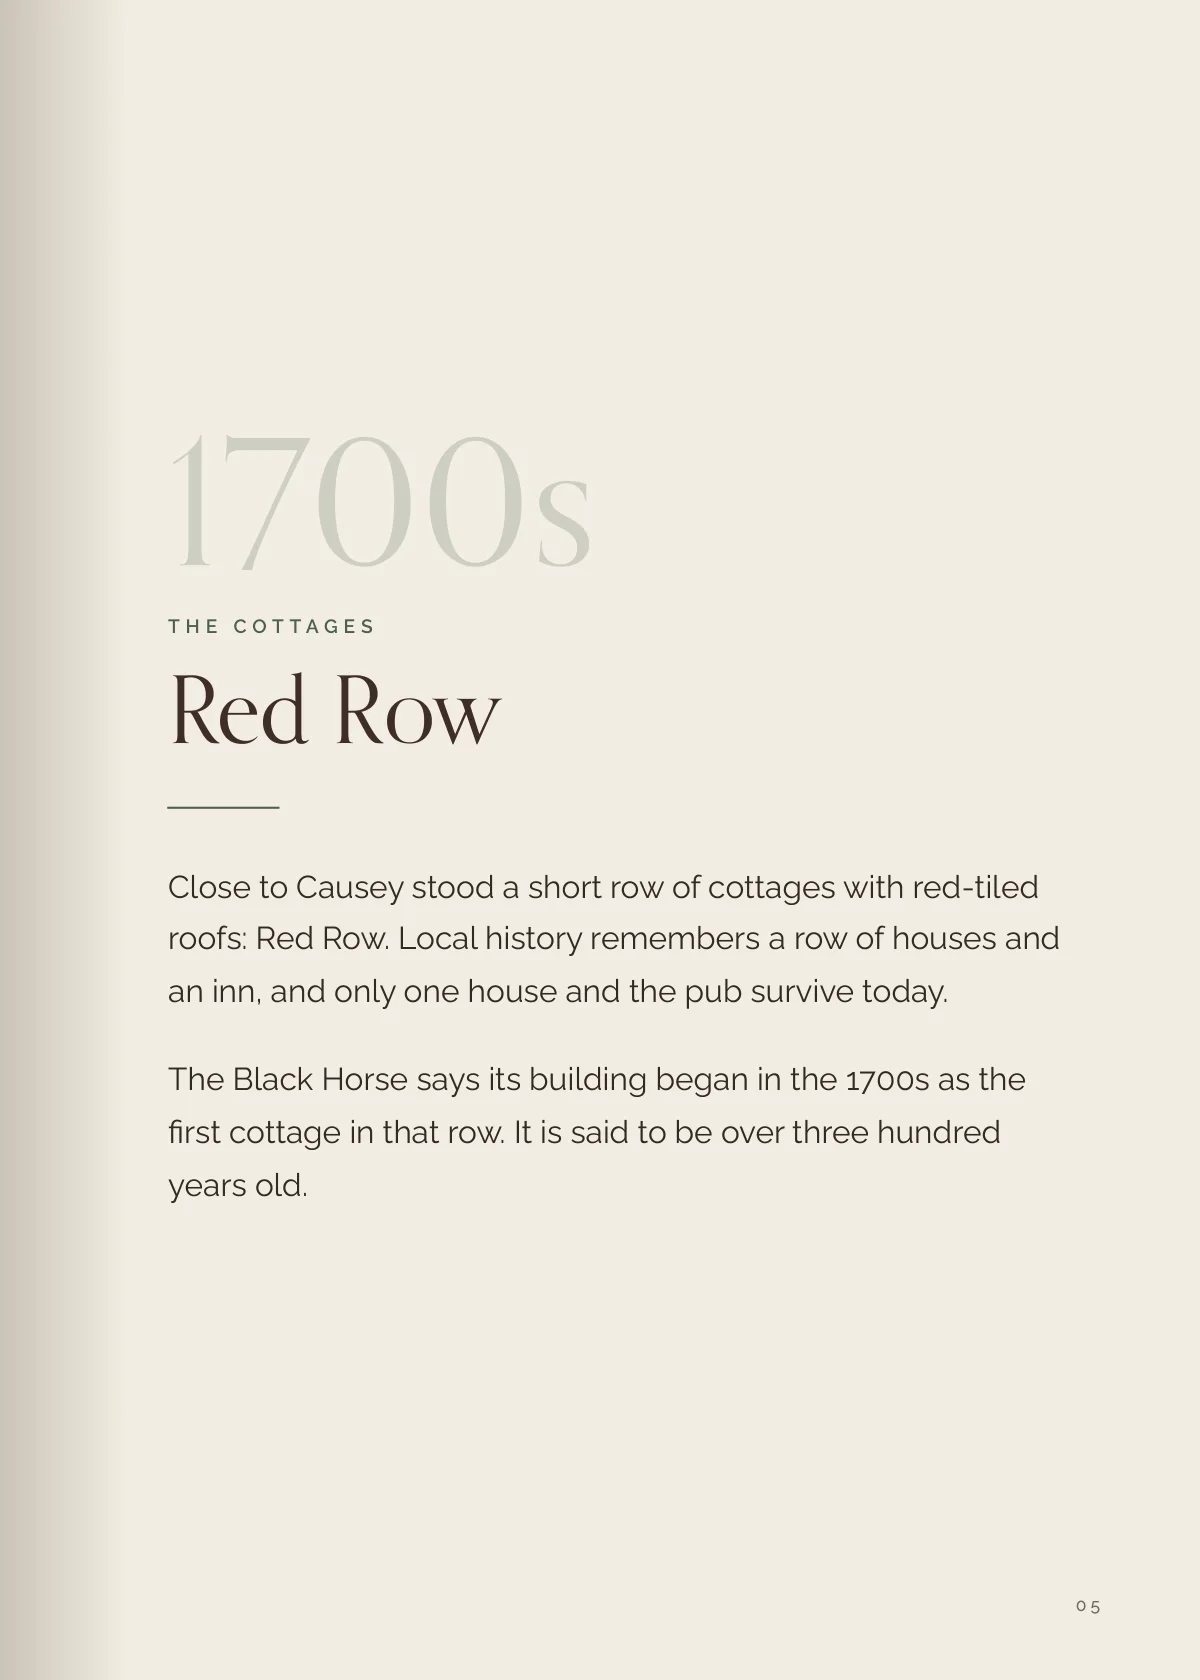 1700s
THE COTTAGES
Red Row
Close to Causey stood a short row of cottages with red-tiled
roofs: Red Row. Local history remembers a row of houses and
an inn, and only one house and the pub survive today.
The Black Horse says its building began in the 1700s as the
first cottage in that row. It is said to be over three hundred
years old.
05